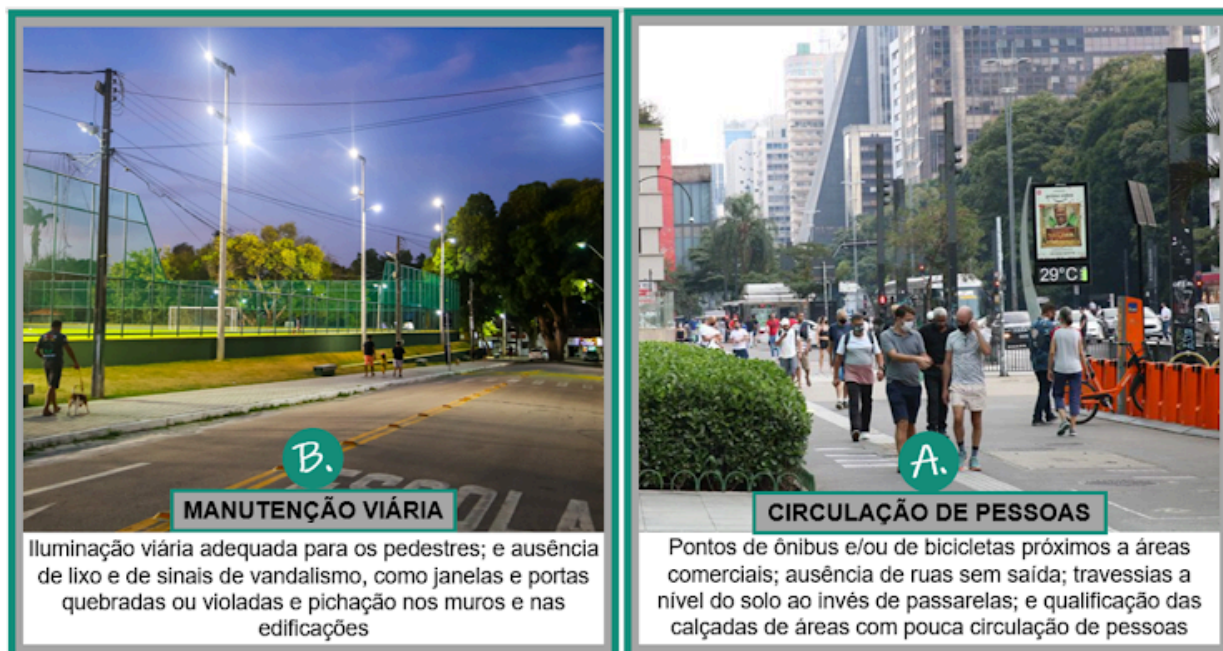 ESCOLA
B.
MANUTENÇÃO VIÁRIA
Iluminação viária adequada para os pedestres; e ausência
de lixo e de sinais de vandalismo, como janelas e portas
quebradas ou violadas e pichação nos muros e nas
edificações
29°C
A.
CIRCULAÇÃO DE PESSOAS
Pontos de ônibus e/ou de bicicletas próximos a áreas
comerciais; ausência de ruas sem saída; travessias a
nível do solo ao invés de passarelas; e qualificação das
calçadas de áreas com pouca circulação de pessoas